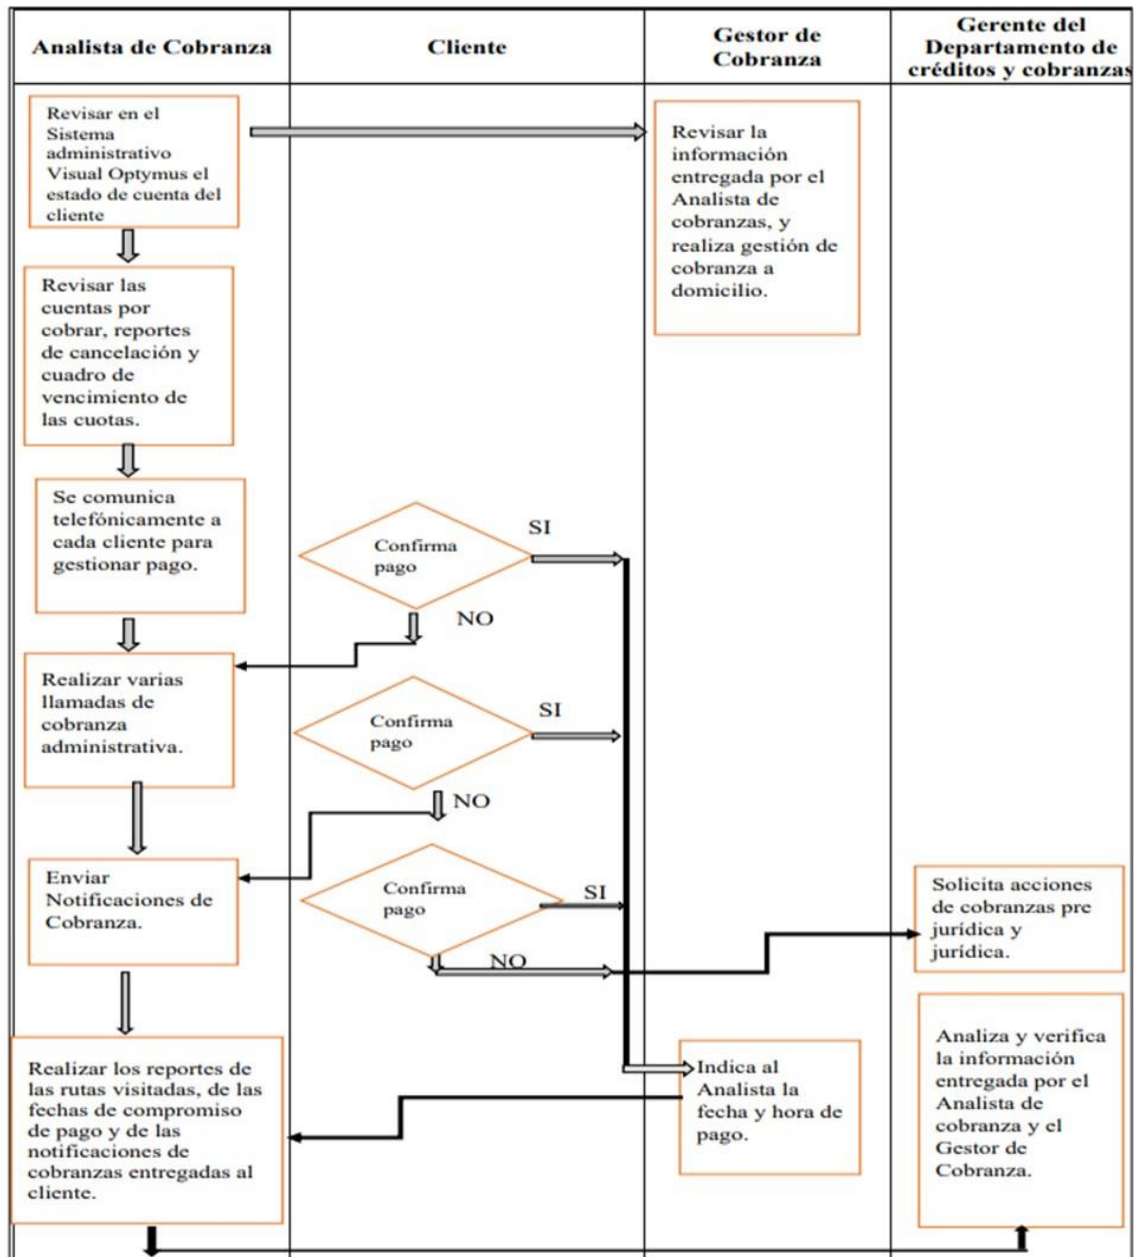 Analista de Cobranza
Cliente
Gestor de
Cobranza
Gerente del
Departamento de
créditos y cobranzas
Revisar en el
Sistema
administrativo
Visual Optymus el
estado de cuenta del
cliente
Revisar la
información
entregada por el
Analista de
cobranzas, y
realiza gestión de
cobranza a
domicilio.
Revisar las
cuentas por
cobrar, reportes
de cancelación y
cuadro de
vencimiento de
las cuotas.
Se comunica
telefónicamente a
cada cliente para
gestionar pago.
Confirma
pago
SI
NO
Realizar varias
llamadas de
cobranza
administrativa.
Confirma
pago
SI
NO
Enviar
Notificaciones de
Cobranza.
Confirma
pago
SI
NO
Solicita acciones
de cobranzas pre
jurídica y
jurídica.
Realizar los reportes de
las rutas visitadas, de las
fechas de compromiso
de pago y de las
notificaciones de
cobranzas entregadas al
cliente.
Indica al
Analista la
fecha y hora de
pago.
Analiza y verifica
la información
entregada por el
Analista de
cobranza y el
Gestor de
Cobranza.